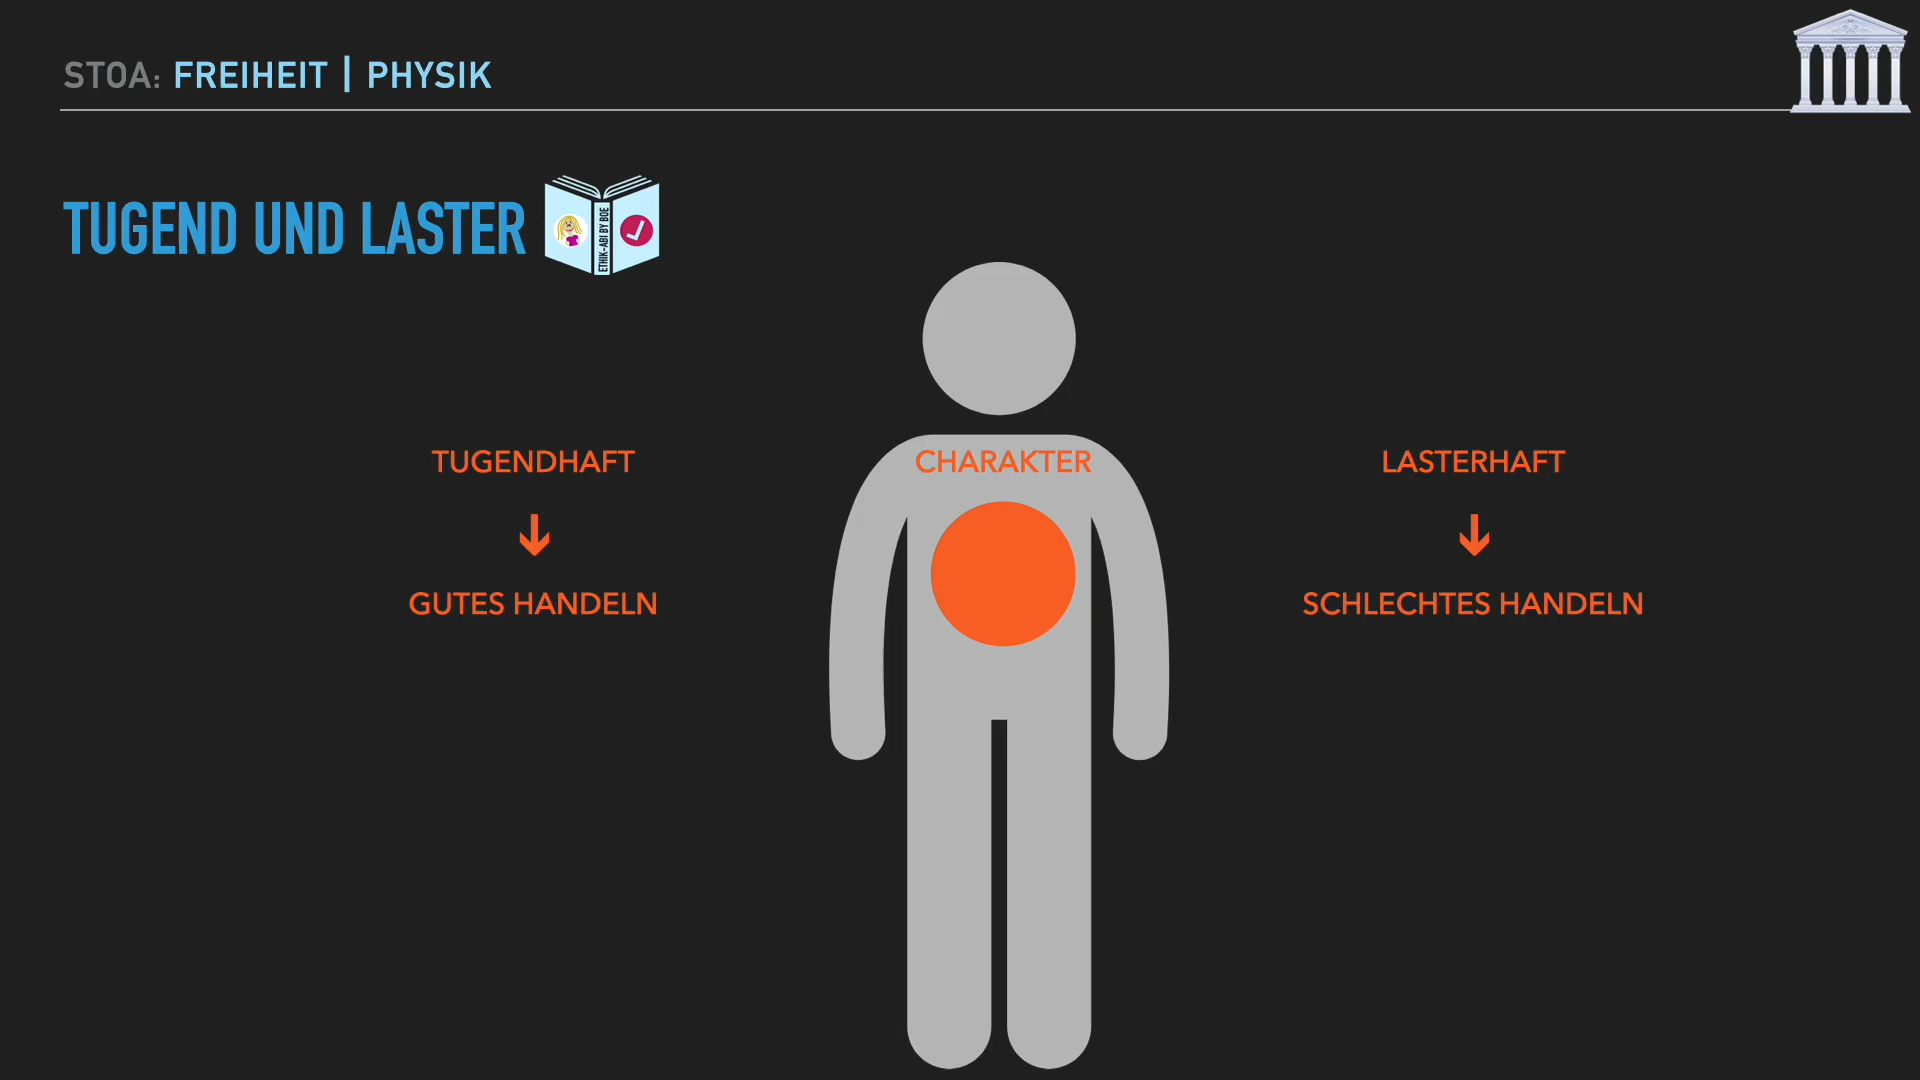 STOA: FREIHEIT | PHYSIK
TUGEND UND LASTER
ETHIK-ABI BY BOE
TUGENDHAFT
CHARAKTER
LASTERHAFT
GUTES HANDELN
SCHLECHTES HANDELN